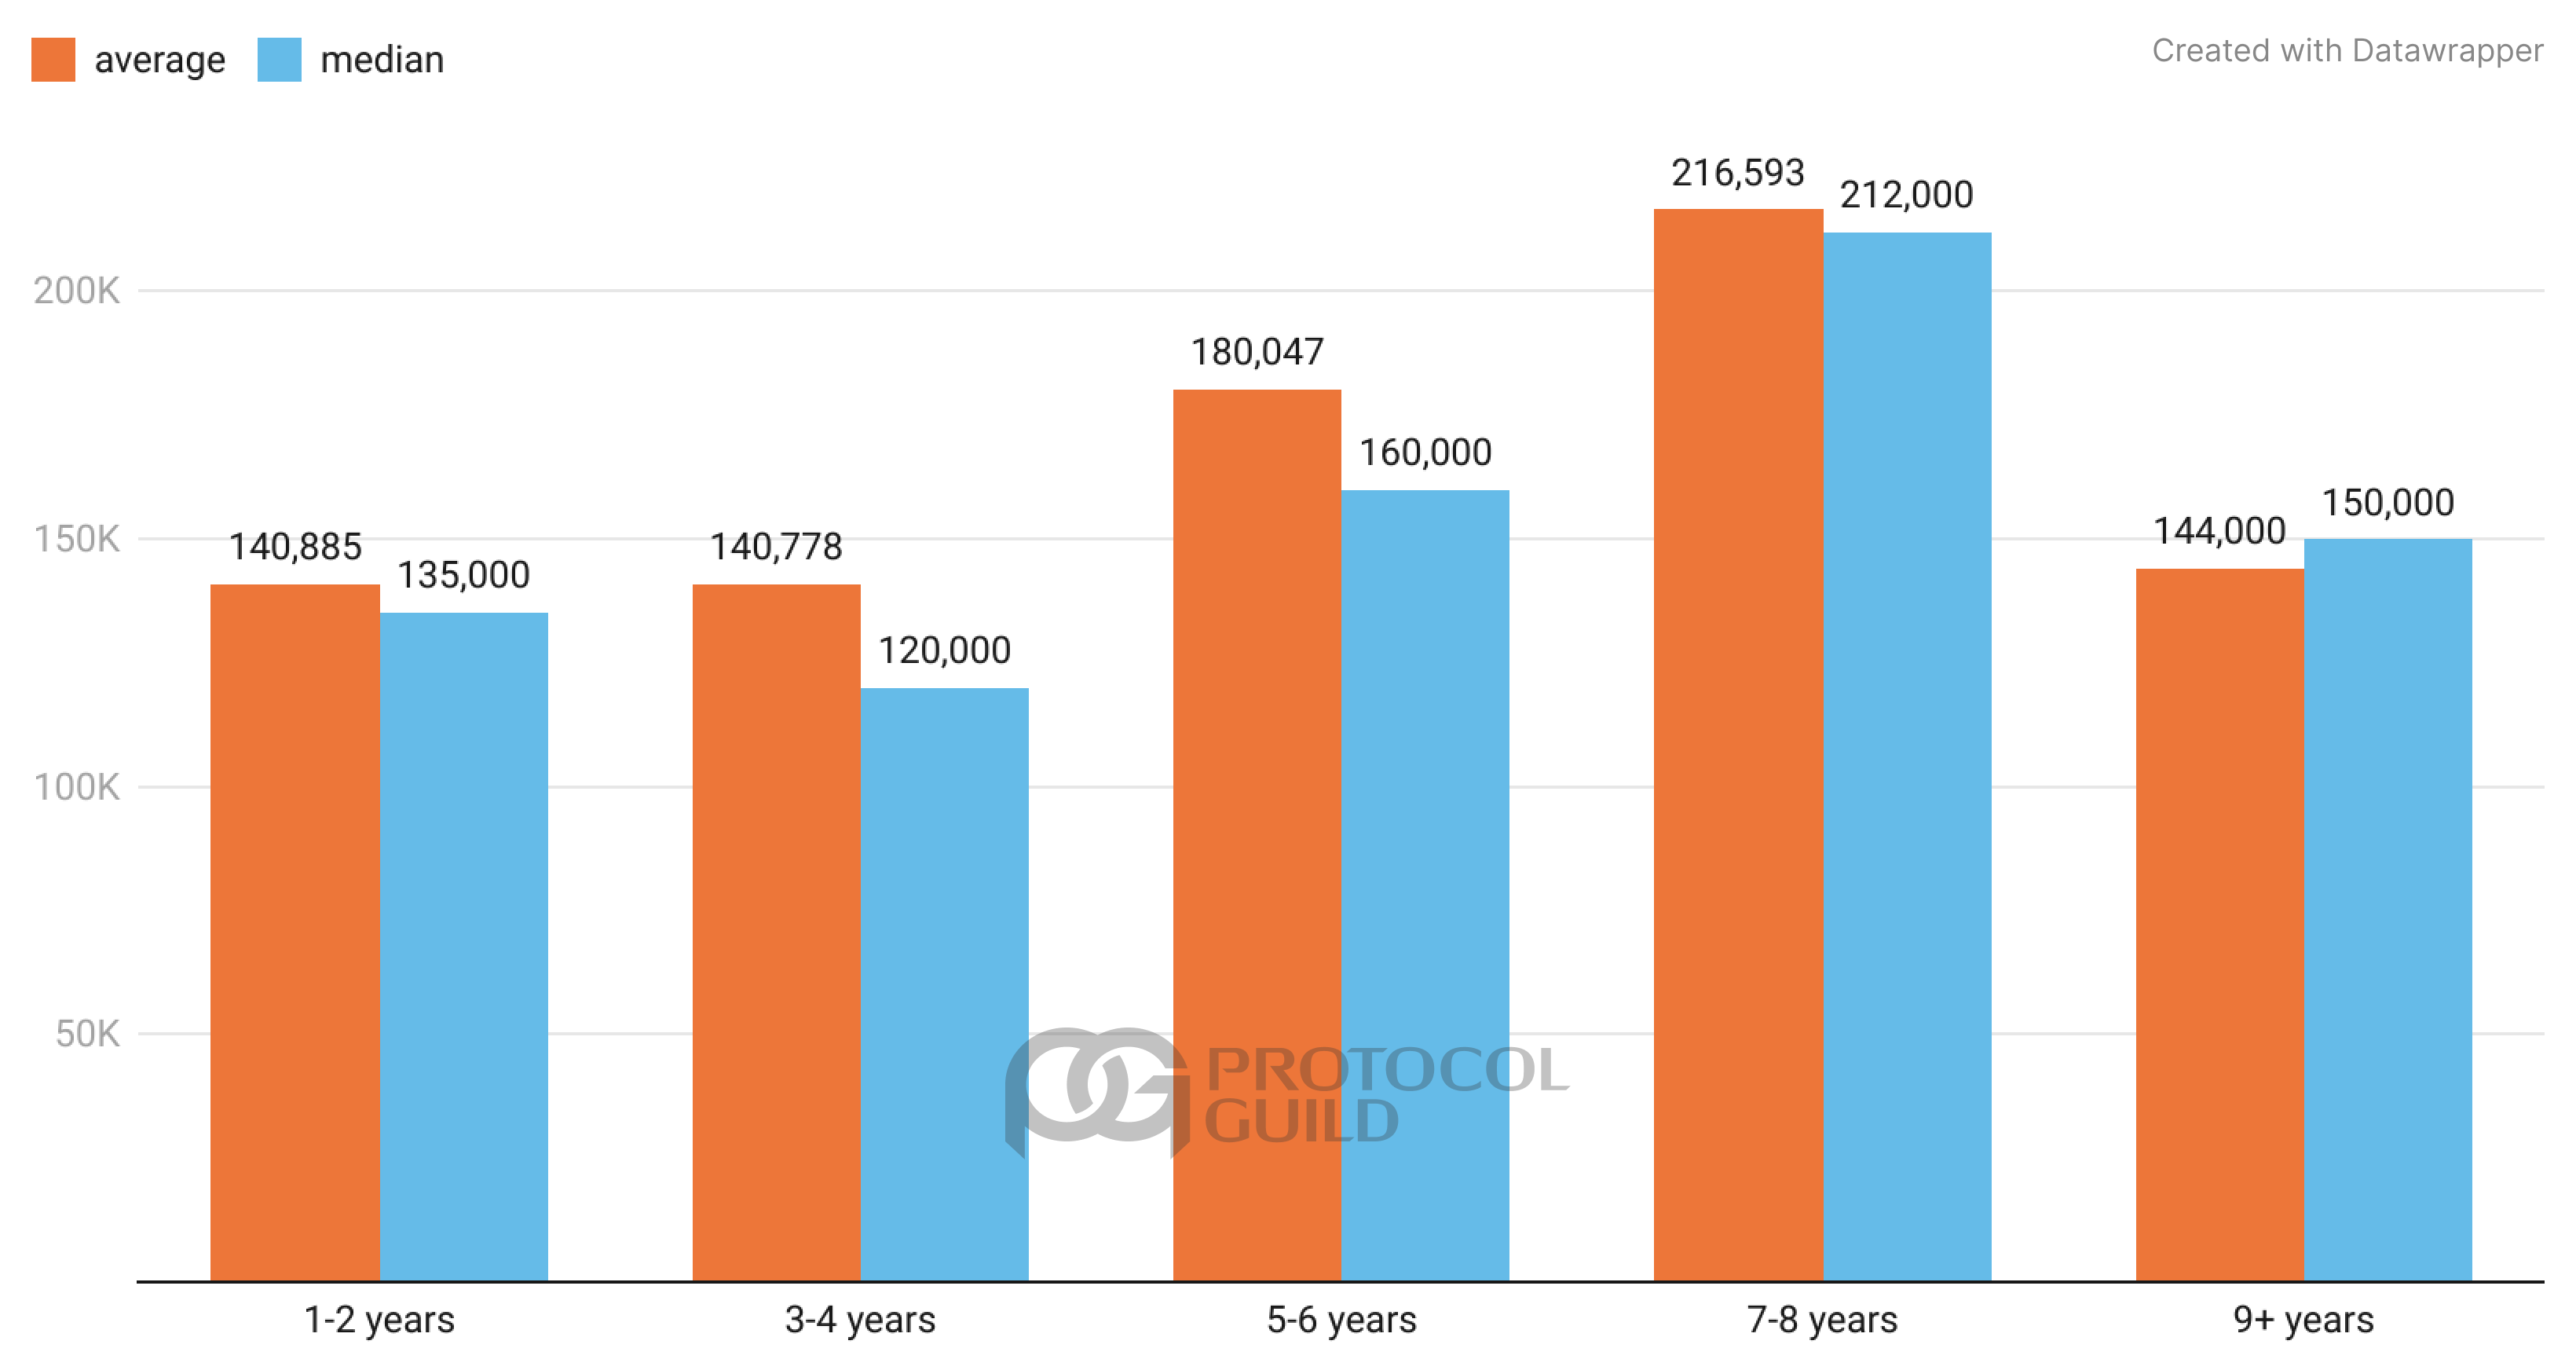 average median
Created with Datawrapper
216,593
212,000
200K
180,047
160,000
150K
140,885
135,000
140,778
120,000
144,000
150,000
100K
50K
PROTOCOL
GUILD
1-2 years 3-4 years 5-6 years 7-8 years 9+ years